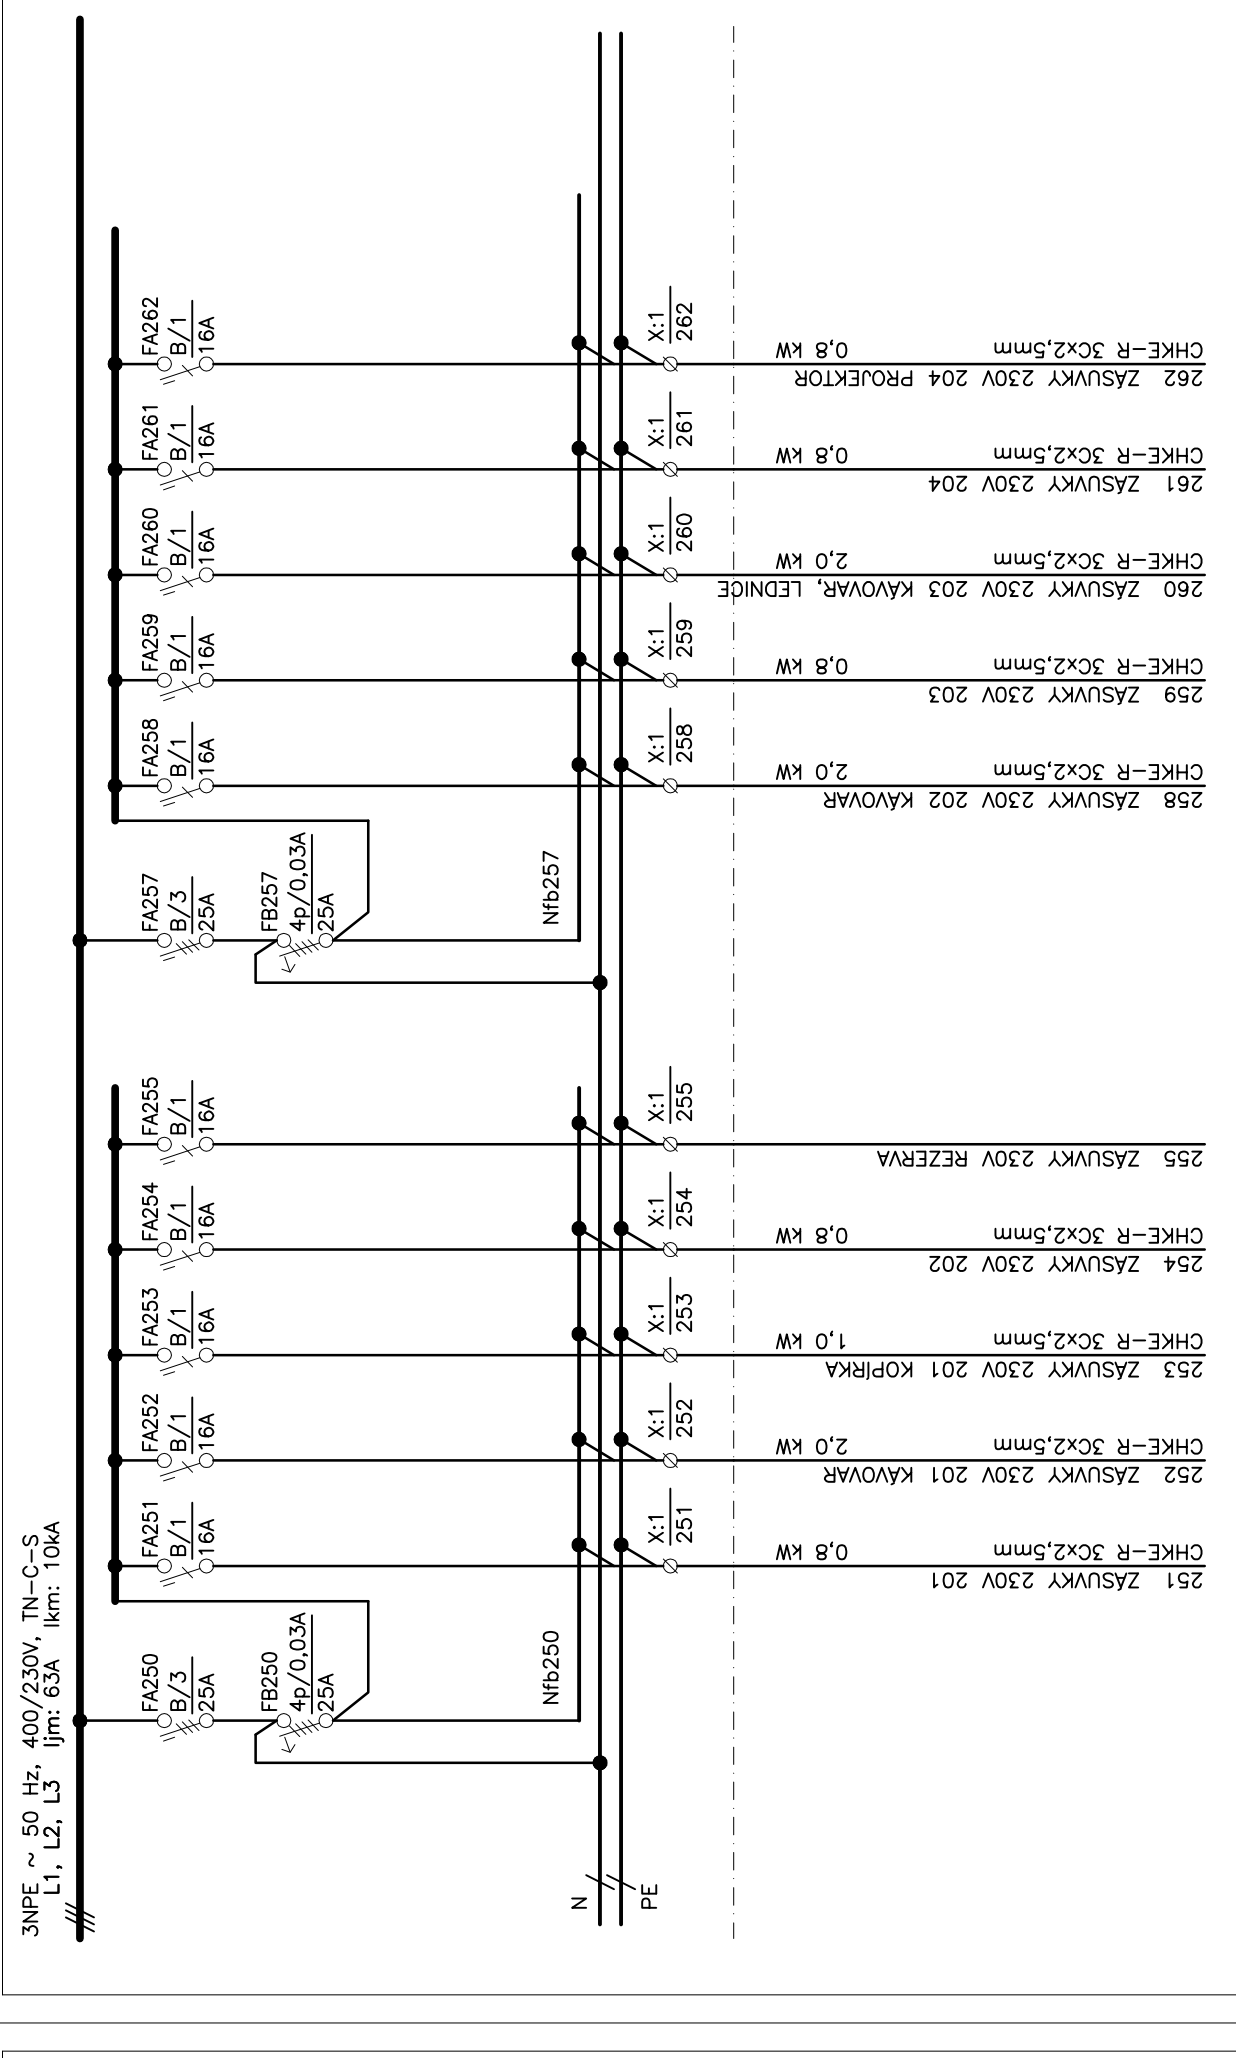 3NPE ~ 50 Hz, 400/230V, TN-C-S
L1, L2, L3 Ijm: 63A Ikm: 10kA
FA250
B/3
25A
FB250
4p/0,03A
25A
Nfb250
FA251
B/1
16A
FA252
B/1
16A
FA253
B/1
16A
FA254
B/1
16A
FA255
B/1
16A
FA257
B/3
25A
FB257
4p/0,03A
25A
Nfb257
FA258
B/1
16A
FA259
B/1
16A
FA260
B/1
16A
FA261
B/1
16A
FA262
B/1
16A
N
PE
X:1
251
X:1
252
X:1
253
X:1
254
X:1
255
X:1
258
X:1
259
X:1
260
X:1
261
X:1
262
251 ZÁSUVKY 230V 201
CHKE-R 3Cx2,5mm 0,8 kW
252 ZÁSUVKY 230V 201 KÁVOVAR
CHKE-R 3Cx2,5mm 2,0 kW
253 ZÁSUVKY 230V 201 KOPÍRKA
CHKE-R 3Cx2,5mm 1,0 kW
254 ZÁSUVKY 230V 202
CHKE-R 3Cx2,5mm 0,8 kW
255 ZÁSUVKY 230V REZERVA
258 ZÁSUVKY 230V 202 KÁVOVAR
CHKE-R 3Cx2,5mm 2,0 kW
259 ZÁSUVKY 230V 203
CHKE-R 3Cx2,5mm 0,8 kW
260 ZÁSUVKY 230V 203 KÁVOVAR, LEDNICE
CHKE-R 3Cx2,5mm 2,0 kW
261 ZÁSUVKY 230V 204
CHKE-R 3Cx2,5mm 0,8 kW
262 ZÁSUVKY 230V 204 PROJEKTOR
CHKE-R 3Cx2,5mm 0,8 kW